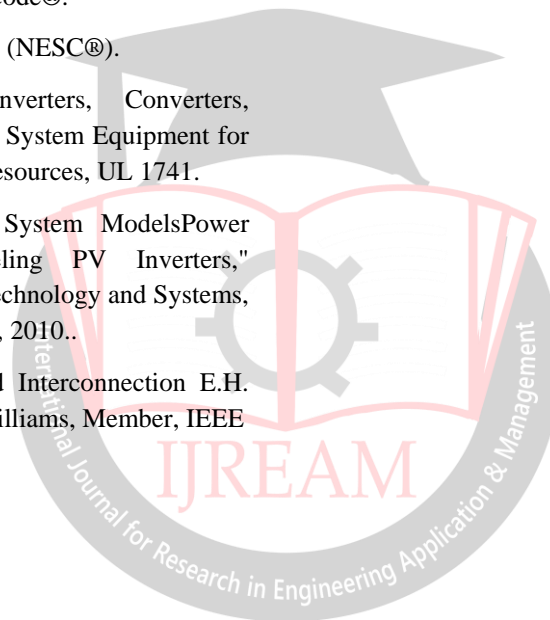 (NESC®).
nverters, Converters,
System Equipment for
esources, UL 1741.
System ModelsPower
ling PV Inverters,"
echnology and Systems,
, 2010..
d Interconnection E.H.
illiams, Member, IEEE
IJREAM
International Journal for Research in Engineering Application & Management